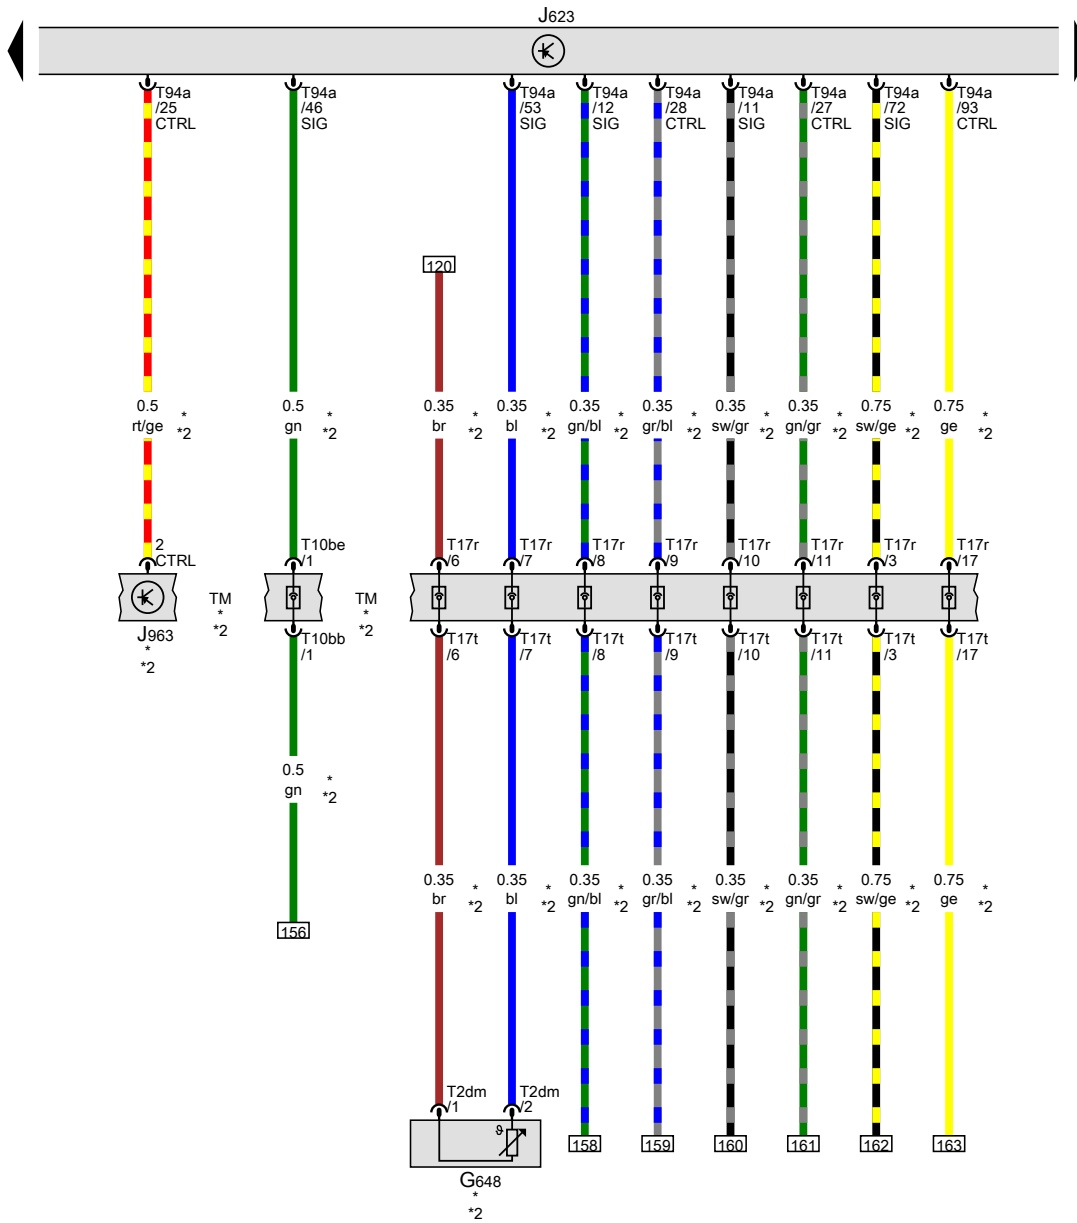 J623
T94a T94a T94a T94a T94a T94a T94a T94a T94a
/25 /46 /53 /12 /28 /11 /27 /72 /93
CTRL SIG SIG SIG CTRL SIG CTRL SIG CTRL
120
0.5 0.5 0.35 0.35 0.35 0.35 0.35 0.35 0.75 0.75
* * * * * * * * * *
rt/ge gn br bl gn/bl gr/bl sw/gr gn/gr sw/ge ge
*2 *2 *2 *2 *2 *2 *2 *2 *2 *2
2 T10be T17r T17r T17r T17r T17r T17r T17r T17r
CTRL /1 /6 /7 /8 /9 /10 /11 /3 /17
TM TM
* *
*2 *2
J963 T10bb T17t T17t T17t T17t T17t T17t T17t T17t
* /1 /6 /7 /8 /9 /10 /11 /3 /17
*2
0.5 *
gn *2
0.35 0.35 0.35 0.35 0.35 0.35 0.75 0.75
* * * * * * * *
br bl gn/bl gr/bl sw/gr gn/gr sw/ge ge
*2 *2 *2 *2 *2 *2 *2 *2
156
T2dm T2dm
/1 /2
ϑ
158 159 160 161 162 163
G648
*
*2